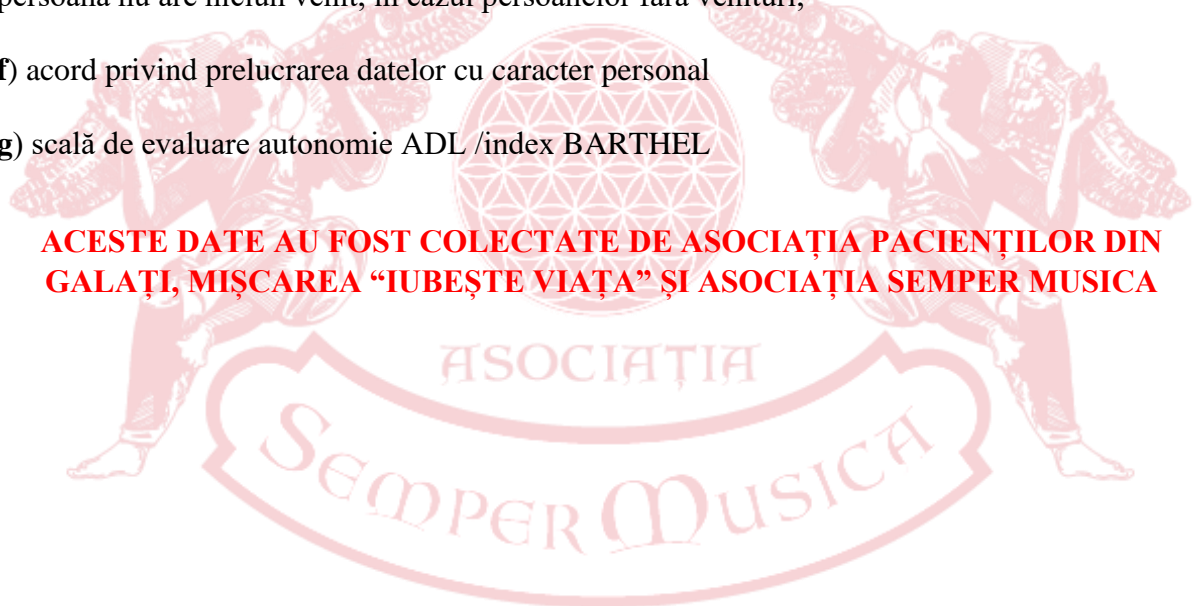 persoana nu are niciun venit, în cazul persoanelor fără venituri;
f) acord privind prelucrarea datelor cu caracter personal
g) scală de evaluare autonomie ADL /index BARTHEL
ACESTE DATE AU FOST COLECTATE DE ASOCIAȚIA PACIENȚILOR DIN
GALAȚI, MIȘCAREA “IUBEȘTE VIAȚA” ȘI ASOCIAȚIA SEMPER MUSICA
ASOCIAȚIA
SEMPER MUSICA